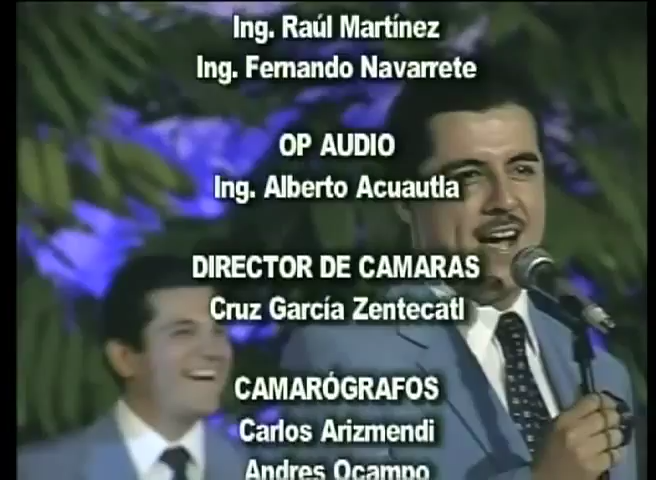 Ing. Raúl Martínez
Ing. Fernando Navarrete
OP AUDIO
Ing. Alberto Acuautla
DIRECTOR DE CAMARAS
Cruz García Zentecatl
CAMARÓGRAFOS
Carlos Arizmendi
Andres Ocampo